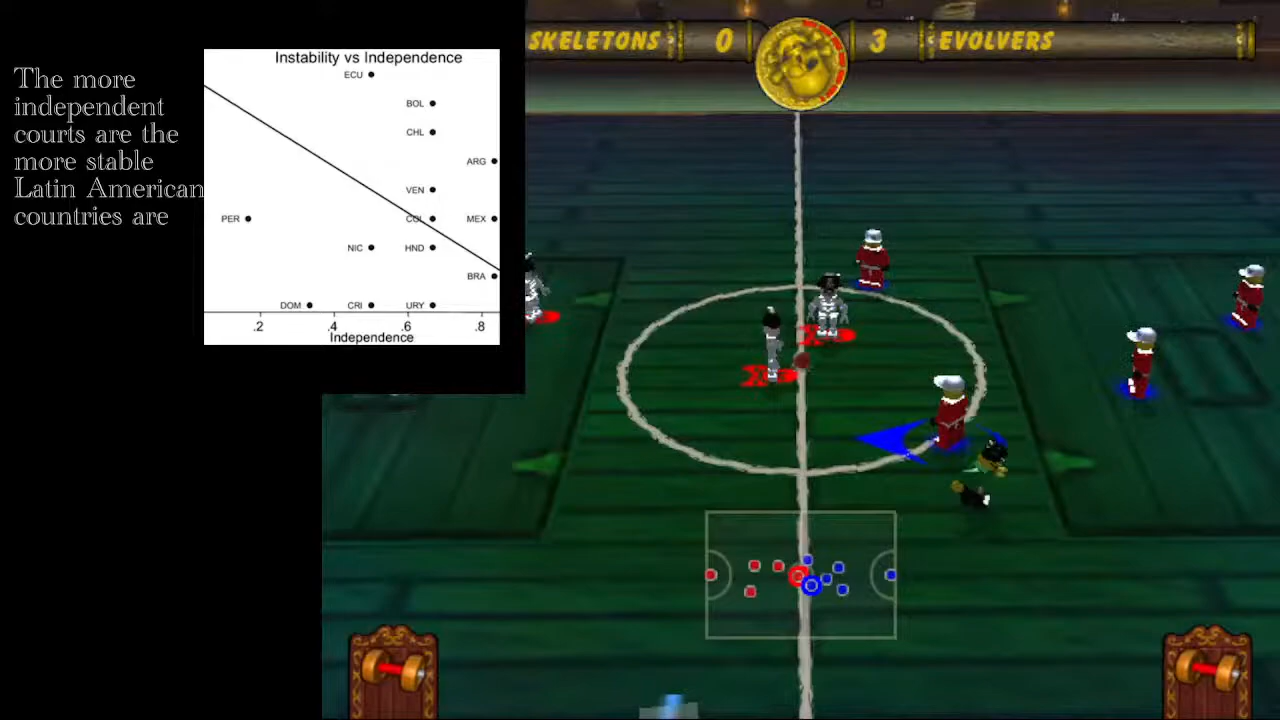 SKELETONS 0 3 EVOLVERS
The more
independent
courts are the
more stable
Latin American
countries are
Instability vs Independence
ECU
BOL
CHL
ARG
VEN
PER
COL
MEX
NIC
HND
BRA
DOM
CRI
URY
.2 .4 .6 .8
Independence